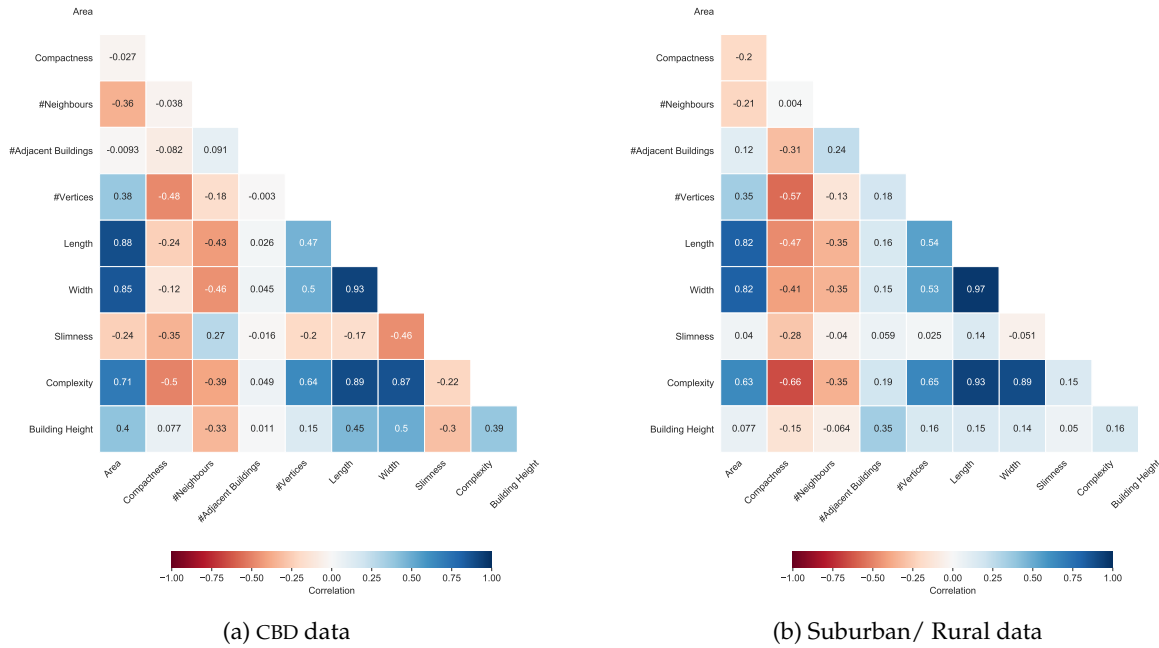 Area
Compactness -0.027
#Neighbours -0.36 -0.038
#Adjacent Buildings -0.0093 -0.082 0.091
#Vertices 0.38 -0.48 -0.18 -0.003
Length 0.88 -0.24 -0.43 0.026 0.47
Width 0.85 -0.12 -0.46 0.045 0.5 0.93
Slimness -0.24 -0.35 0.27 -0.016 -0.2 -0.17 -0.46
Complexity 0.71 -0.5 -0.39 0.049 0.64 0.89 0.87 -0.22
Building Height 0.4 0.077 -0.33 0.011 0.15 0.45 0.5 -0.3 0.39
Area Compactness #Neighbours #Adjacent Buildings #Vertices Length Width Slimness Complexity Building Height
−1.00 −0.75 −0.50 −0.25 0.00 0.25 0.50 0.75 1.00
Correlation
(a) CBD data
Area
Compactness -0.2
#Neighbours -0.21 0.004
#Adjacent Buildings 0.12 -0.31 0.24
#Vertices 0.35 -0.57 -0.13 0.18
Length 0.82 -0.47 -0.35 0.16 0.54
Width 0.82 -0.41 -0.35 0.15 0.53 0.97
Slimness 0.04 -0.28 -0.04 0.059 0.025 0.14 -0.051
Complexity 0.63 -0.66 -0.35 0.19 0.65 0.93 0.89 0.15
Building Height 0.077 -0.15 -0.064 0.35 0.16 0.15 0.14 0.05 0.16
Area Compactness #Neighbours #Adjacent Buildings #Vertices Length Width Slimness Complexity Building Height
−1.00 −0.75 −0.50 −0.25 0.00 0.25 0.50 0.75 1.00
Correlation
(b) Suburban/ Rural data